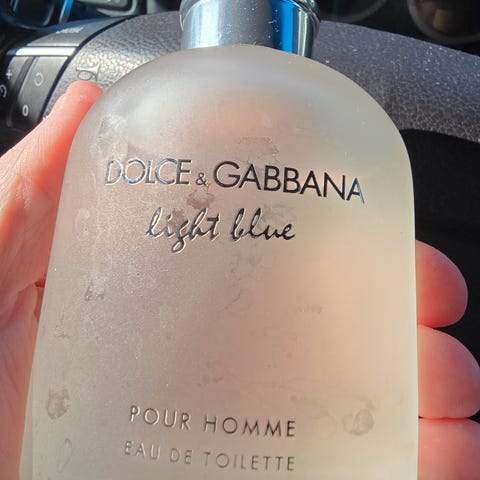 DOLCE & GABBANA
light blue
POUR HOMME
EAU DE TOILETTE